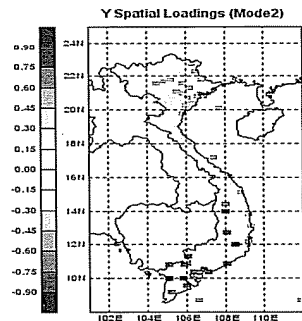 Y Spatial Loadings (Mode2)
0.90
0.75
0.60
0.45
0.30
0.15
0.00
-0.15
-0.30
-0.45
-0.60
-0.75
-0.90
24N
22N
20N
18N
16N
14N
12N
10N
102E 104E 106E 108E 110E